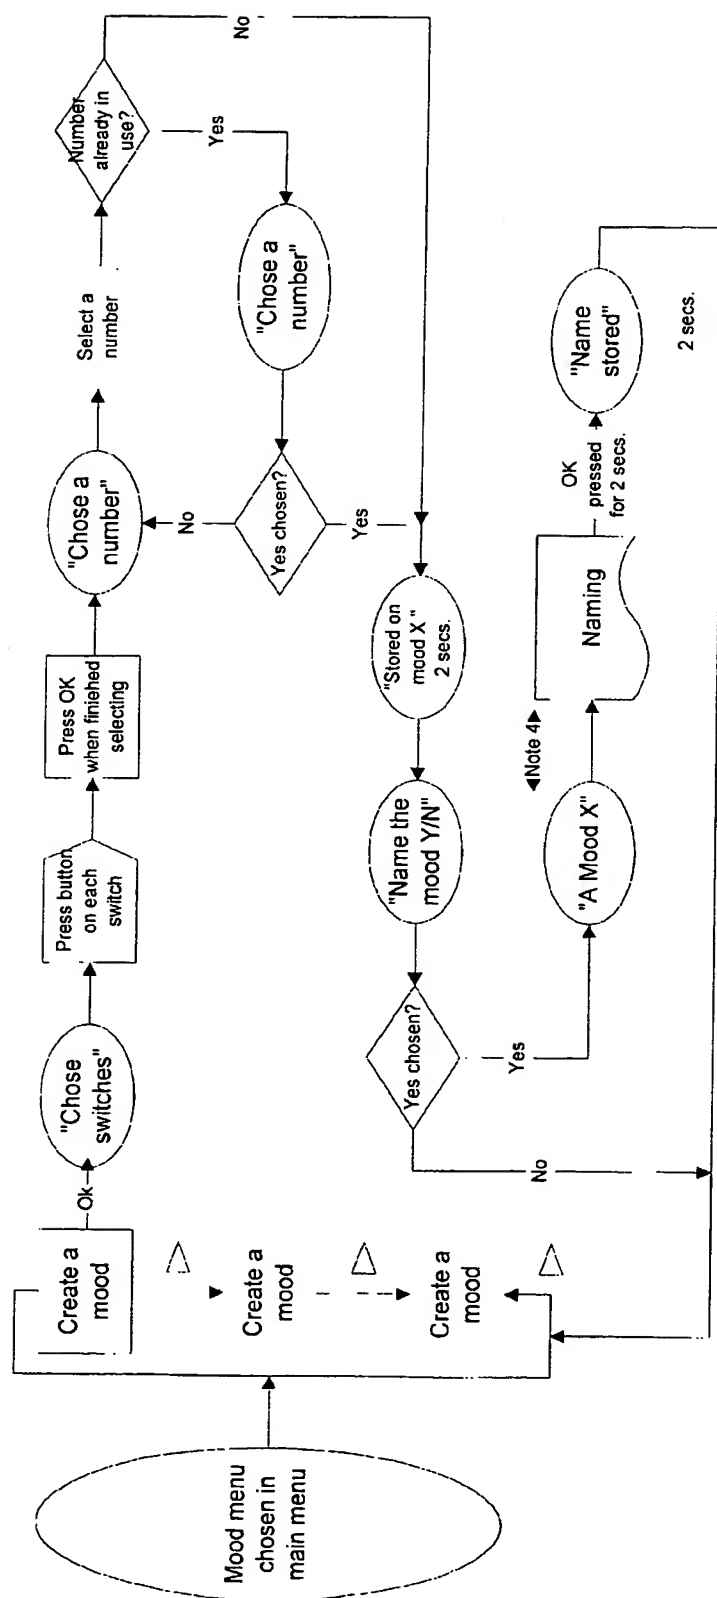 Mood menu
chosen in
main menu
Create a
mood
Create a
mood
Create a
mood
Ok
"Chose
switches"
Press button
on each
switch
Press OK
when finiehed
selecting
"Chose a
number"
Select a
number
Number
already in
use?
No
Yes
"Chose a
number"
Yes chosen?
No
Yes
"Stored on
mood X"
2 secs.
"Name the
mood Y/N"
Yes chosen?
Yes
No
"A Mood X"
Note 4
Naming
OK
pressed
for 2 secs.
"Name
stored"
2 secs.